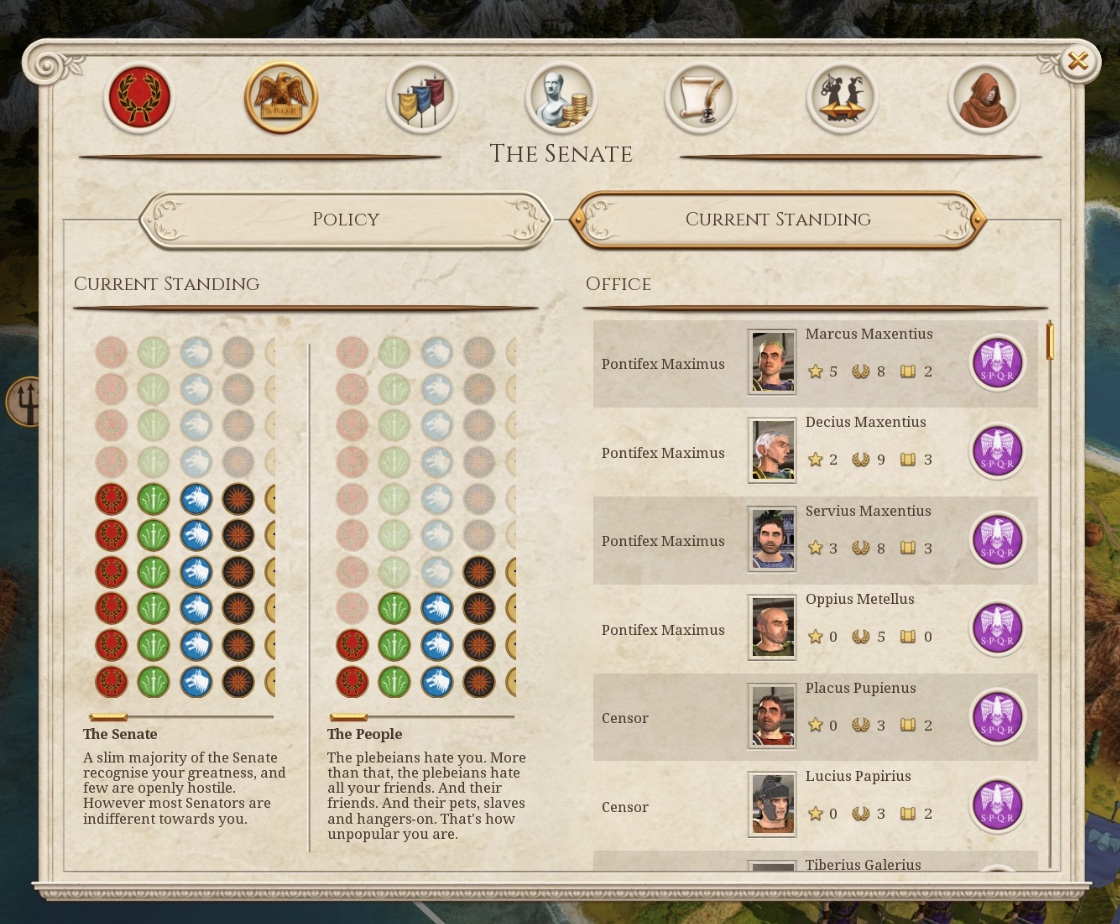 S·P·Q·R
THE SENATE
POLICY
CURRENT STANDING
CURRENT STANDING
The Senate
A slim majority of the Senate
recognise your greatness, and
few are openly hostile.
However most Senators are
indifferent towards you.
The People
The plebeians hate you. More
than that, the plebeians hate
all your friends. And their
friends. And their pets, slaves
and hangers-on. That's how
unpopular you are.
OFFICE
Pontifex Maximus
Marcus Maxentius
5 8 2
S·P·Q·R
Pontifex Maximus
Decius Maxentius
2 9 3
S·P·Q·R
Pontifex Maximus
Servius Maxentius
3 8 3
S·P·Q·R
Pontifex Maximus
Oppius Metellus
0 5 0
S·P·Q·R
Censor
Placus Pupienus
0 3 2
S·P·Q·R
Censor
Lucius Papirius
0 3 2
S·P·Q·R
Tiberius Galerius